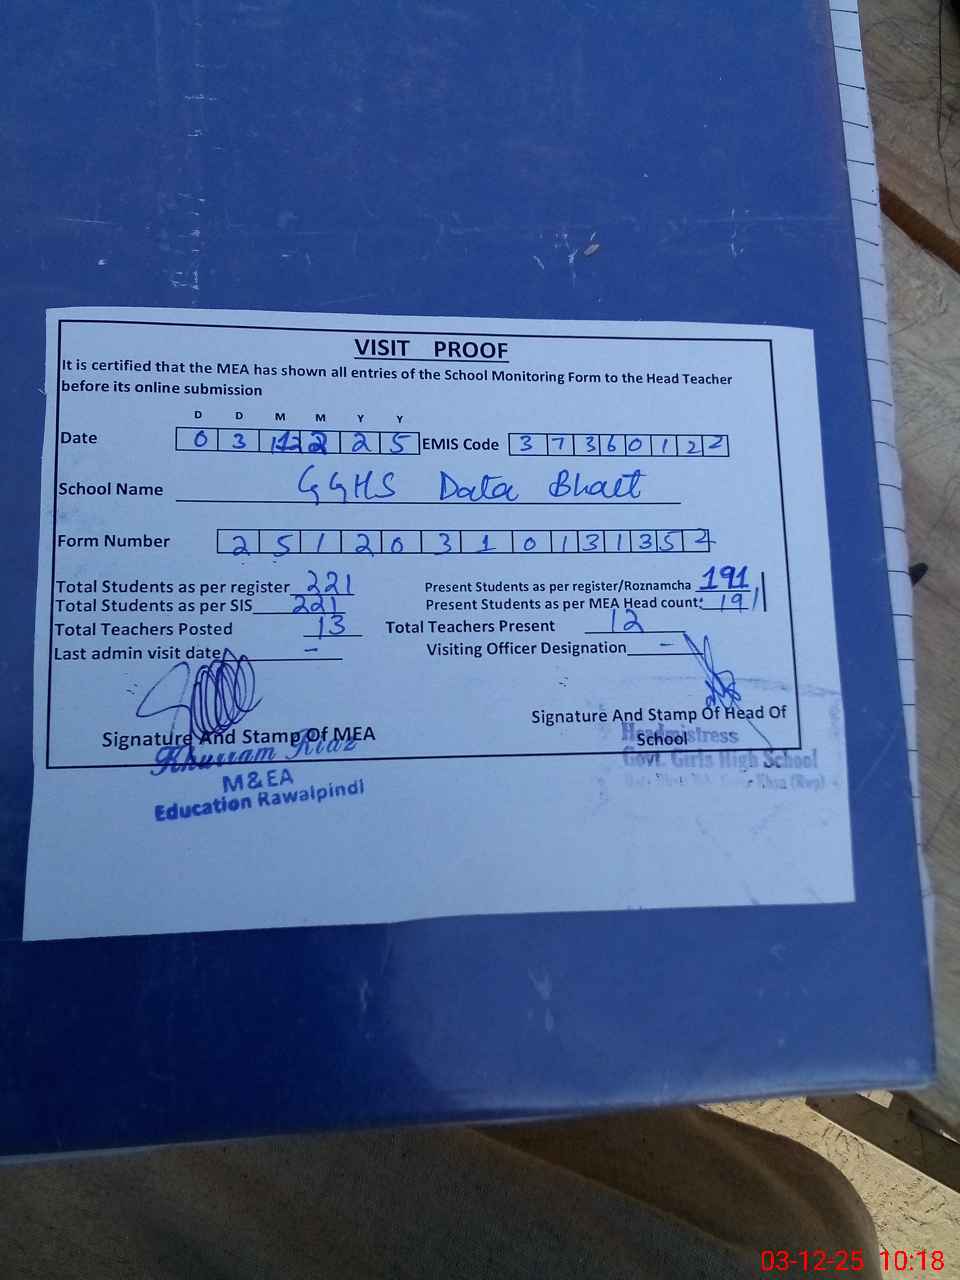 VISIT PROOF
It is certified that the MEA has shown all entries of the School Monitoring Form to the Head Teacher
before its online submission
D D M M Y Y
Date 0 3 12 2 2 5 EMIS Code 3 7 3 6 0 1 2 2
School Name GGHS Data Bhatt
Form Number 2 5 1 2 0 3 1 0 1 3 1 3 5 2
Total Students as per register 221 Present Students as per register/Roznamcha 191
Total Students as per SIS 221 Present Students as per MEA Head count: 191
Total Teachers Posted 13 Total Teachers Present 12
Last admin visit date - Visiting Officer Designation -
Signature And Stamp Of MEA Signature And Stamp Of Head Of
School
Khurram Riaz
M&EA
Education Rawalpindi
Headmistress
Govt. Girls High School
(Rwp)
03-12-25 10:18